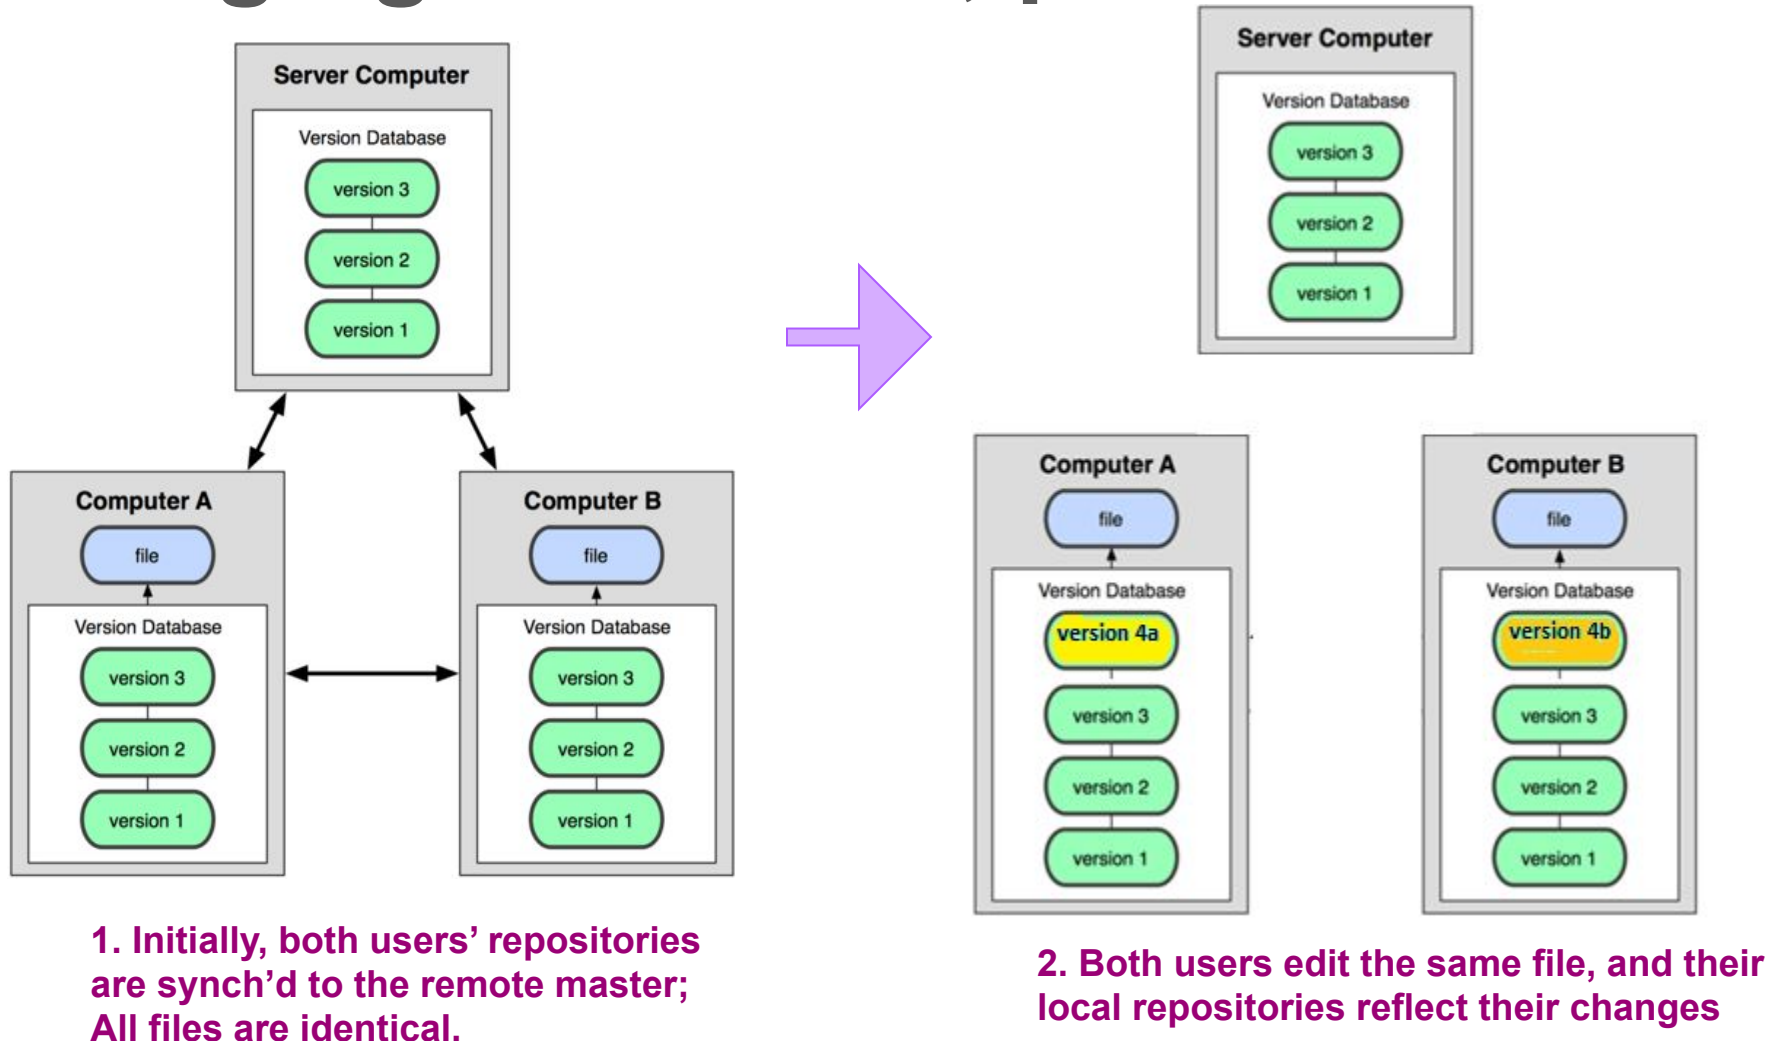 Server Computer
Version Database
version 3
version 2
version 1
Computer A
file
Version Database
version 3
version 2
version 1
Computer B
file
Version Database
version 3
version 2
version 1
1. Initially, both users’ repositories
are synch’d to the remote master;
All files are identical.
Server Computer
Version Database
version 3
version 2
version 1
Computer A
file
Version Database
version 4a
version 3
version 2
version 1
Computer B
file
Version Database
version 4b
version 3
version 2
version 1
2. Both users edit the same file, and their
local repositories reflect their changes